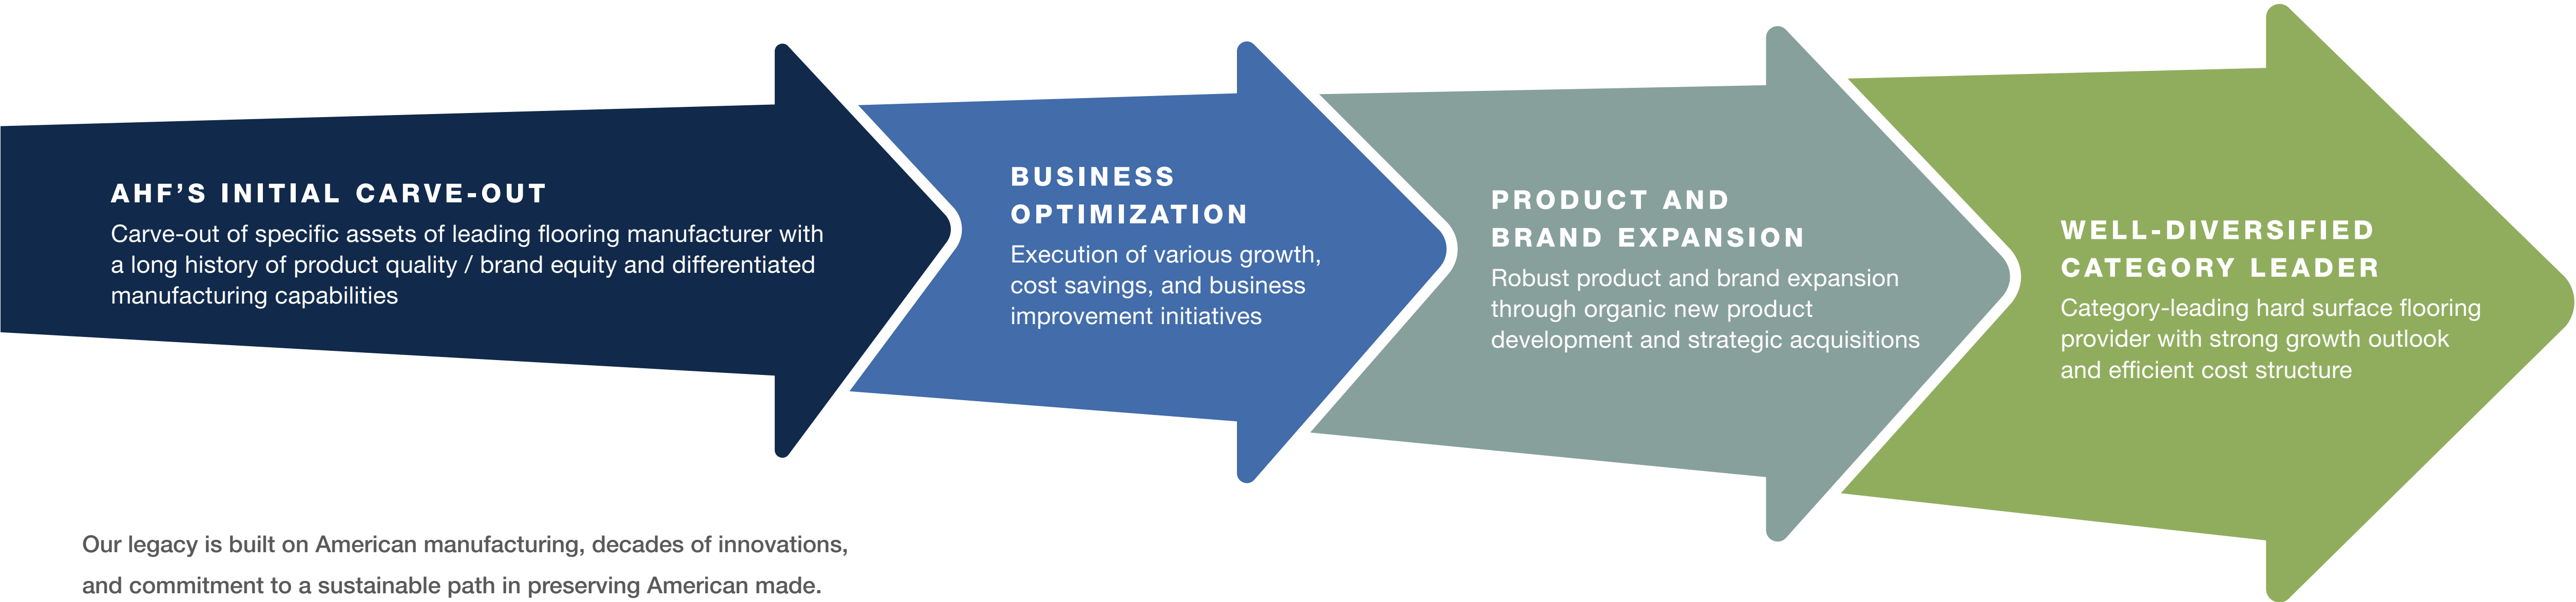 AHF’S INITIAL CARVE-OUT
Carve-out of specific assets of leading flooring manufacturer with
a long history of product quality / brand equity and differentiated
manufacturing capabilities
BUSINESS
OPTIMIZATION
Execution of various growth,
cost savings, and business
improvement initiatives
PRODUCT AND
BRAND EXPANSION
Robust product and brand expansion
through organic new product
development and strategic acquisitions
WELL-DIVERSIFIED
CATEGORY LEADER
Category-leading hard surface flooring
provider with strong growth outlook
and efficient cost structure
Our legacy is built on American manufacturing, decades of innovations,
and commitment to a sustainable path in preserving American made.